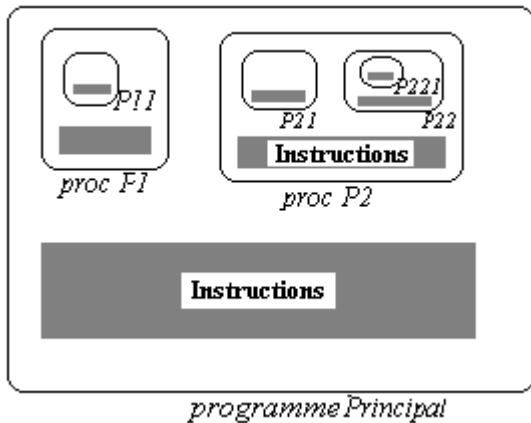 P11
P221
P21
P22
Instructions
proc P1
proc P2
Instructions
programme Principal